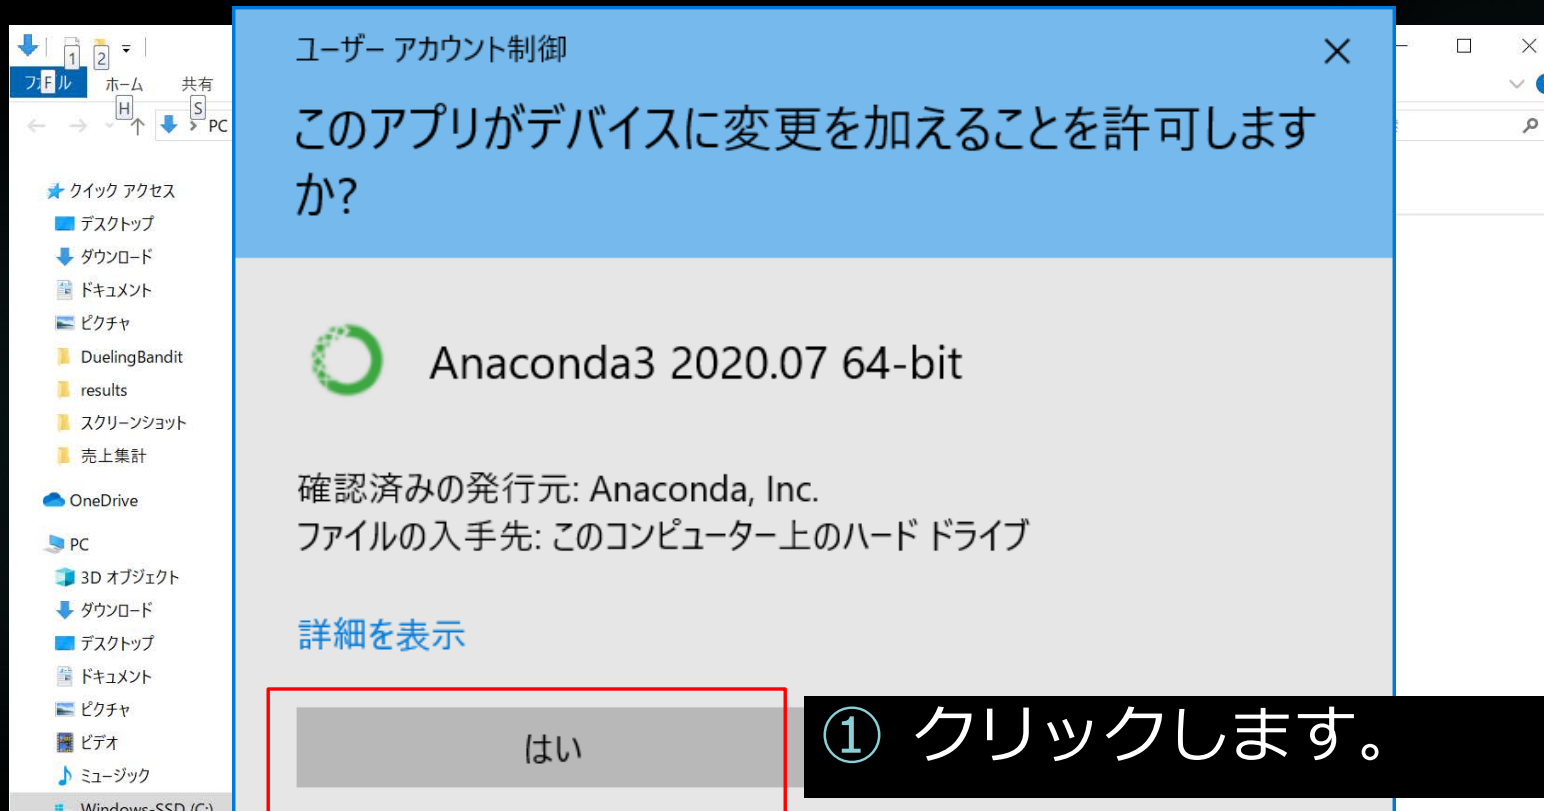 ユーザー アカウント制御
このアプリがデバイスに変更を加えることを許可します
か?
Anaconda3 2020.07 64-bit
確認済みの発行元: Anaconda, Inc.
ファイルの入手先: このコンピューター上のハード ドライブ
詳細を表示
はい
① クリックします。
1
2
ファイル
F
ホーム
共有
H
S
PC
クイック アクセス
デスクトップ
ダウンロード
ドキュメント
ピクチャ
DuelingBandit
results
スクリーンショット
売上集計
OneDrive
PC
3D オブジェクト
ダウンロード
デスクトップ
ドキュメント
ピクチャ
ビデオ
ミュージック
Windows-SSD (C:)